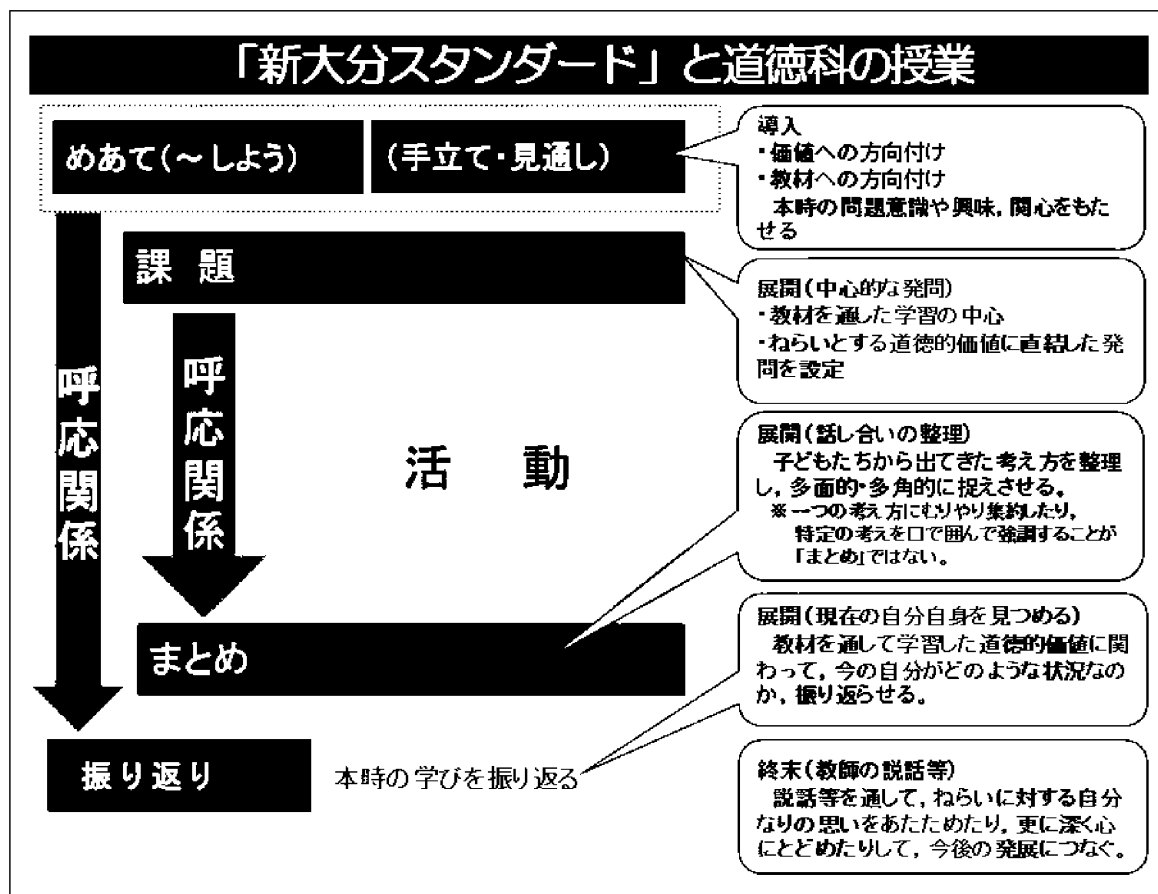 「新大分スタンダード」と道徳科の授業
めあて(～しよう)
(手立て・見通し)
導入
・価値への方向付け
・教材への方向付け
本時の問題意識や興味，関心をもた
せる
課 題
展開(中心的な発問)
・教材を通した学習の中心
・ねらいとする道徳的価値に直結した発
問を設定
呼応関係
呼応関係
活 動
展開(話し合いの整理)
子どもたちから出てきた考え方を整理
し，多面的・多角的に捉えさせる。
※一つの考え方にむりやり集約したり，
特定の考えを口で囲んで強調することが
「まとめ」ではない。
まとめ
展開(現在の自分自身を見つめる)
教材を通して学習した道徳的価値に関
わって，今の自分がどのような状況なの
か，振り返らせる。
振り返り
本時の学びを振り返る
終末(教師の説話等)
説話等を通して，ねらいに対する自分
なりの思いをあたためたり，更に深く心
にとどめたりして，今後の発展につなぐ。